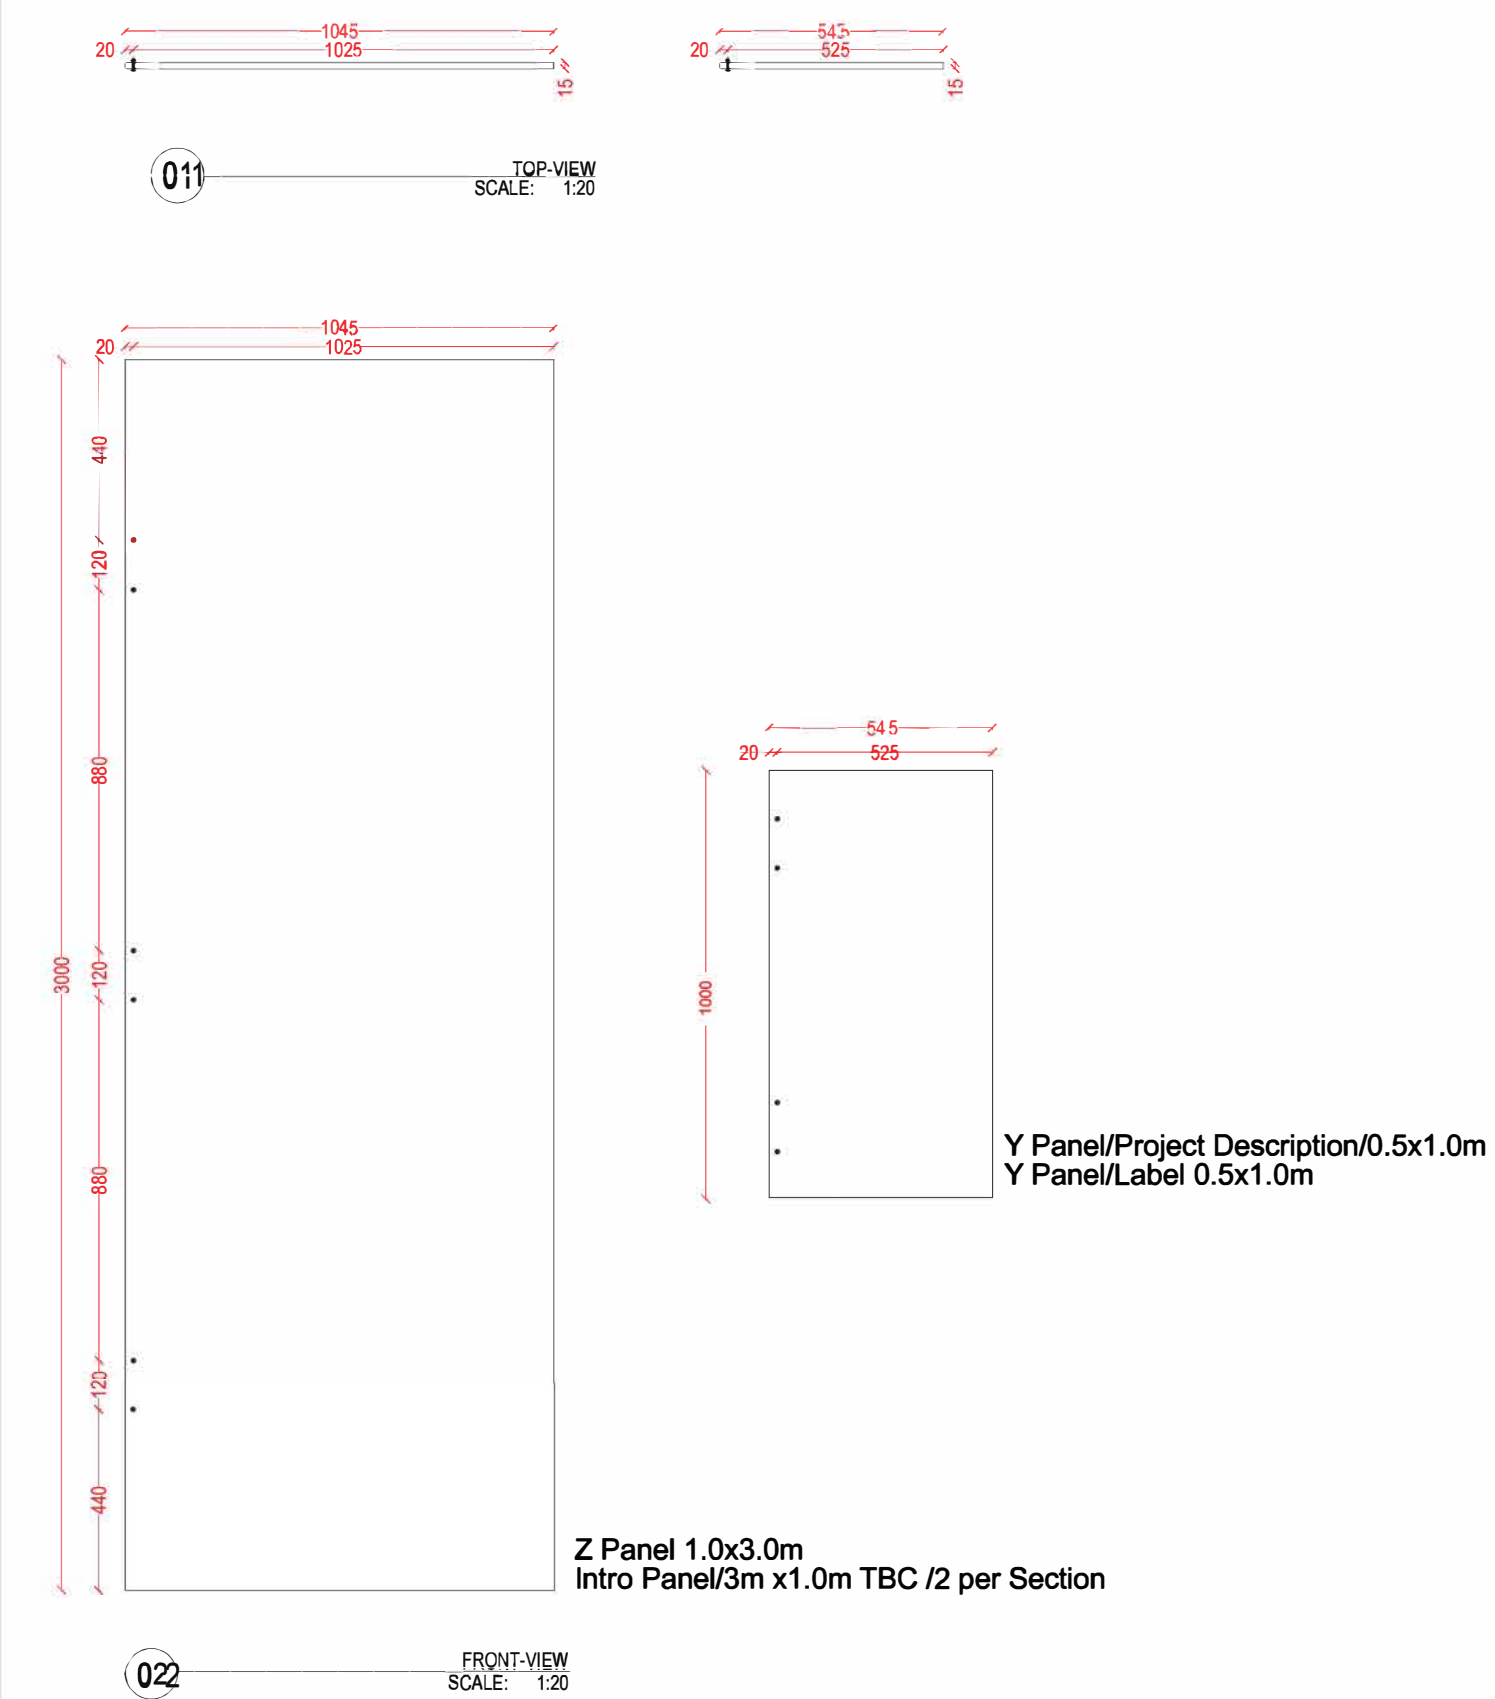 1045
20 1025
15
545
20 525
15
011
TOP-VIEW
SCALE: 1:20
1045
20 1025
440
120
880
120
3000
880
120
440
545
20 525
1000
Y Panel/Project Description/0.5x1.0m
Y Panel/Label 0.5x1.0m
Z Panel 1.0x3.0m
Intro Panel/3m x1.0m TBC /2 per Section
022
FRONT-VIEW
SCALE: 1:20